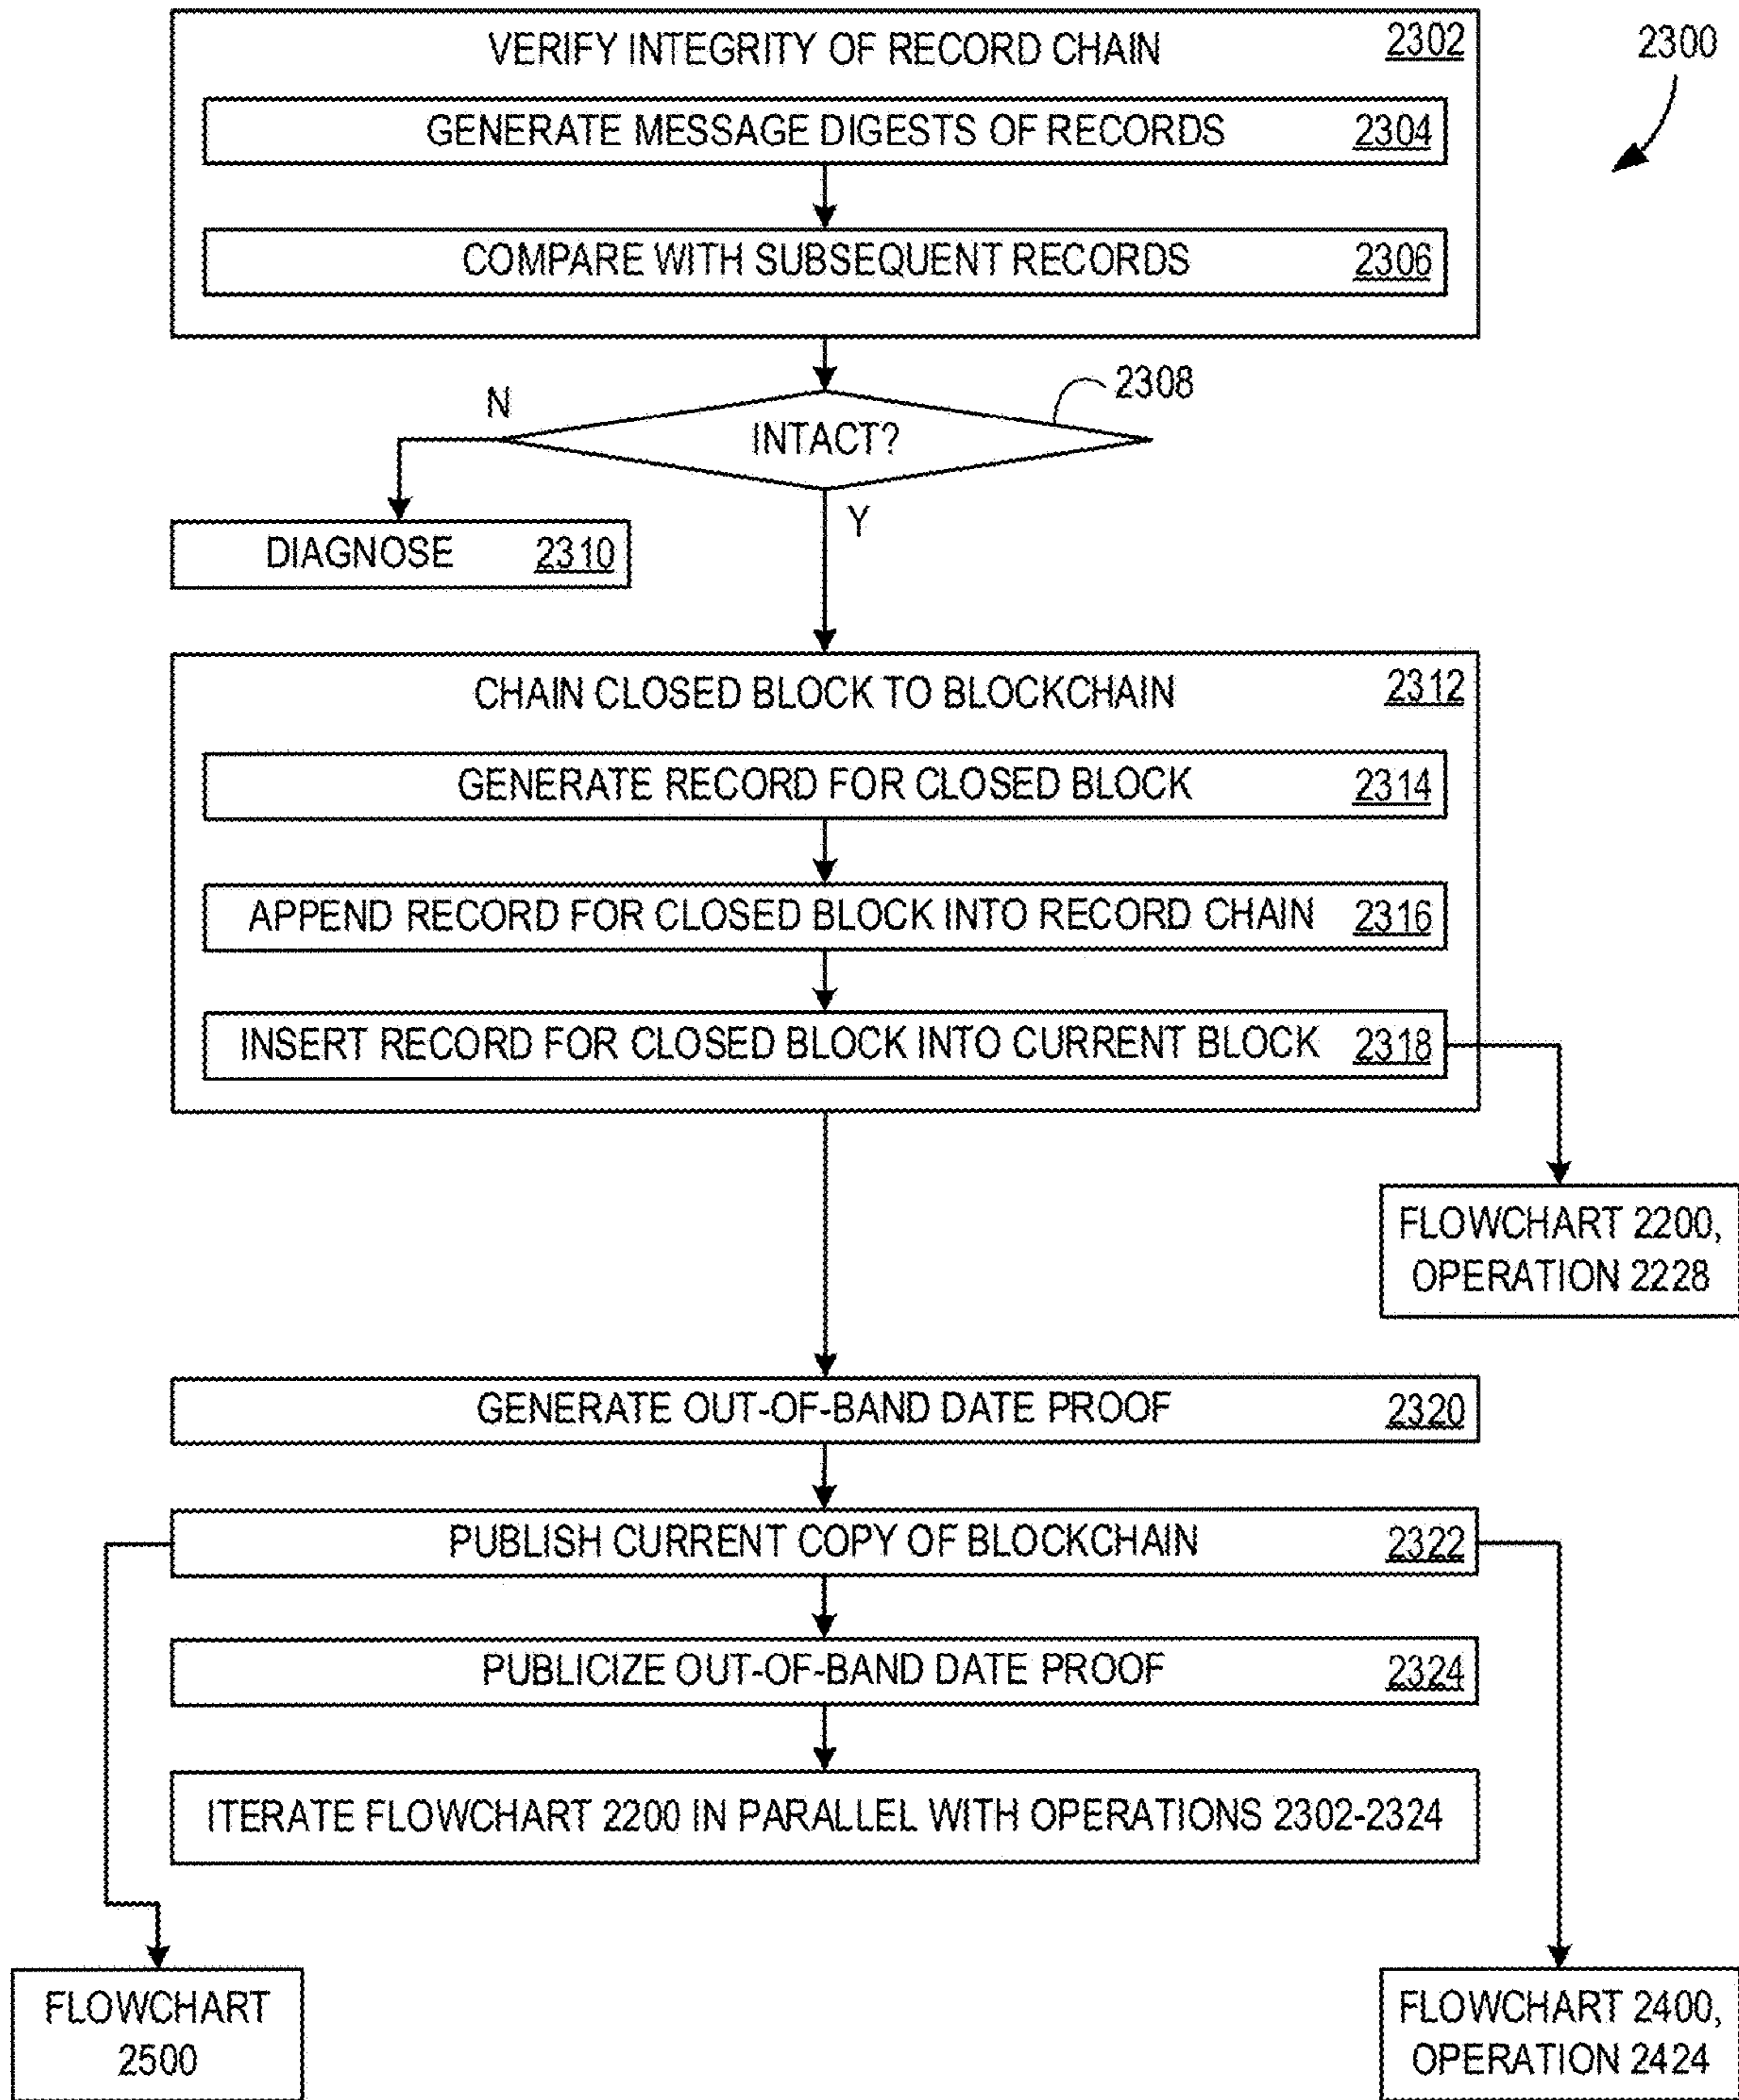 VERIFY INTEGRITY OF RECORD CHAIN 2302
2300
GENERATE MESSAGE DIGESTS OF RECORDS 2304
COMPARE WITH SUBSEQUENT RECORDS 2306
2308
N
INTACT?
Y
DIAGNOSE 2310
CHAIN CLOSED BLOCK TO BLOCKCHAIN 2312
GENERATE RECORD FOR CLOSED BLOCK 2314
APPEND RECORD FOR CLOSED BLOCK INTO RECORD CHAIN 2316
INSERT RECORD FOR CLOSED BLOCK INTO CURRENT BLOCK 2318
FLOWCHART 2200,
OPERATION 2228
GENERATE OUT-OF-BAND DATE PROOF 2320
PUBLISH CURRENT COPY OF BLOCKCHAIN 2322
PUBLICIZE OUT-OF-BAND DATE PROOF 2324
ITERATE FLOWCHART 2200 IN PARALLEL WITH OPERATIONS 2302-2324
FLOWCHART
2500
FLOWCHART 2400,
OPERATION 2424